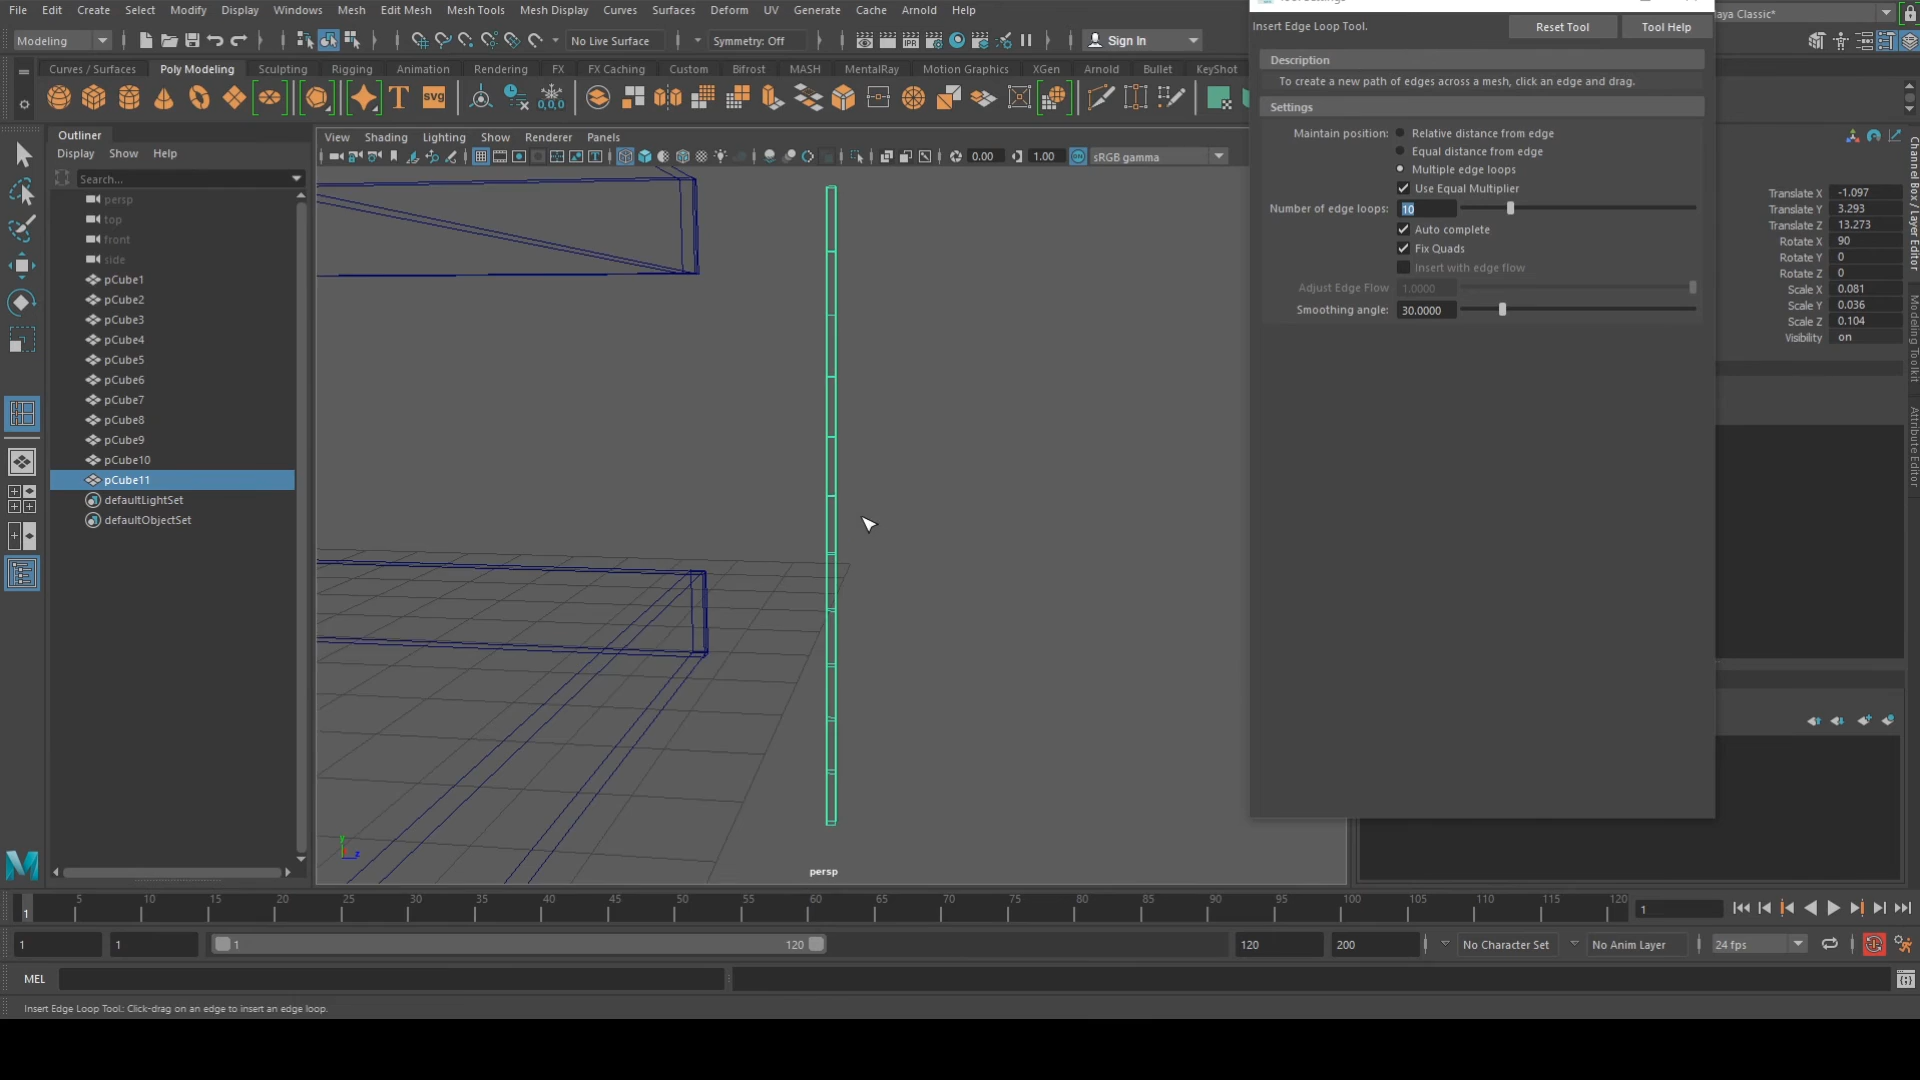 File Edit Create Select Modify Display Windows Mesh Edit Mesh Mesh Tools Mesh Display Curves Surfaces Deform UV Generate Cache Arnold Help
Modeling No Live Surface Symmetry: Off Sign In
Curves / Surfaces Poly Modeling Sculpting Rigging Animation Rendering FX FX Caching Custom Bifrost MASH MentalRay Motion Graphics XGen Arnold Bullet KeyShot
Outliner
Display Show Help
Search...
persp
top
front
side
pCube1
pCube2
pCube3
pCube4
pCube5
pCube6
pCube7
pCube8
pCube9
pCube10
pCube11
defaultLightSet
defaultObjectSet
View Shading Lighting Show Renderer Panels
0.00 1.00 sRGB gamma
persp
Insert Edge Loop Tool. Reset Tool Tool Help
Description
To create a new path of edges across a mesh, click an edge and drag.
Settings
Maintain position: Relative distance from edge
Equal distance from edge
Multiple edge loops
Use Equal Multiplier
Number of edge loops: 10
Auto complete
Fix Quads
Insert with edge flow
Adjust Edge Flow 1.0000
Smoothing angle: 30.0000
Translate X -1.097
Translate Y 3.293
Translate Z 13.273
Rotate X 90
Rotate Y 0
Rotate Z 0
Scale X 0.081
Scale Y 0.036
Scale Z 0.104
Visibility on
Channel Box / Layer Editor
Modeling Toolkit
Attribute Editor
1 5 10 15 20 25 30 35 40 45 50 55 60 65 70 75 80 85 90 95 100 105 110 115 120 1
1 1 1 120 120 200 No Character Set No Anim Layer 24 fps
MEL
Insert Edge Loop Tool: Click-drag on an edge to insert an edge loop.